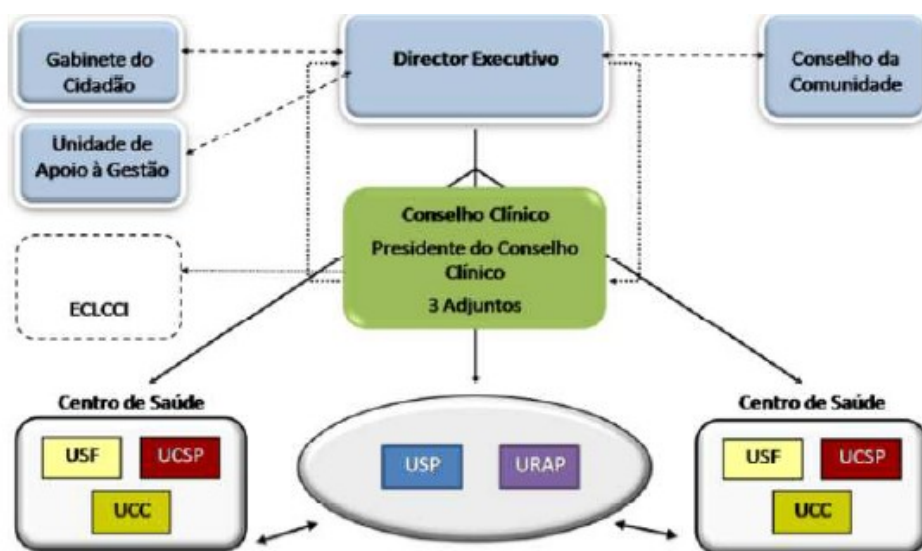 Gabinete do
Cidadão
Director Executivo
Conselho da
Comunidade
Unidade de
Apoio à Gestão
Conselho Clínico
Presidente do Conselho
Clínico
3 Adjuntos
ECLCCI
Centro de Saúde
USF
UCSP
UCC
USP
URAP
Centro de Saúde
USF
UCSP
UCC